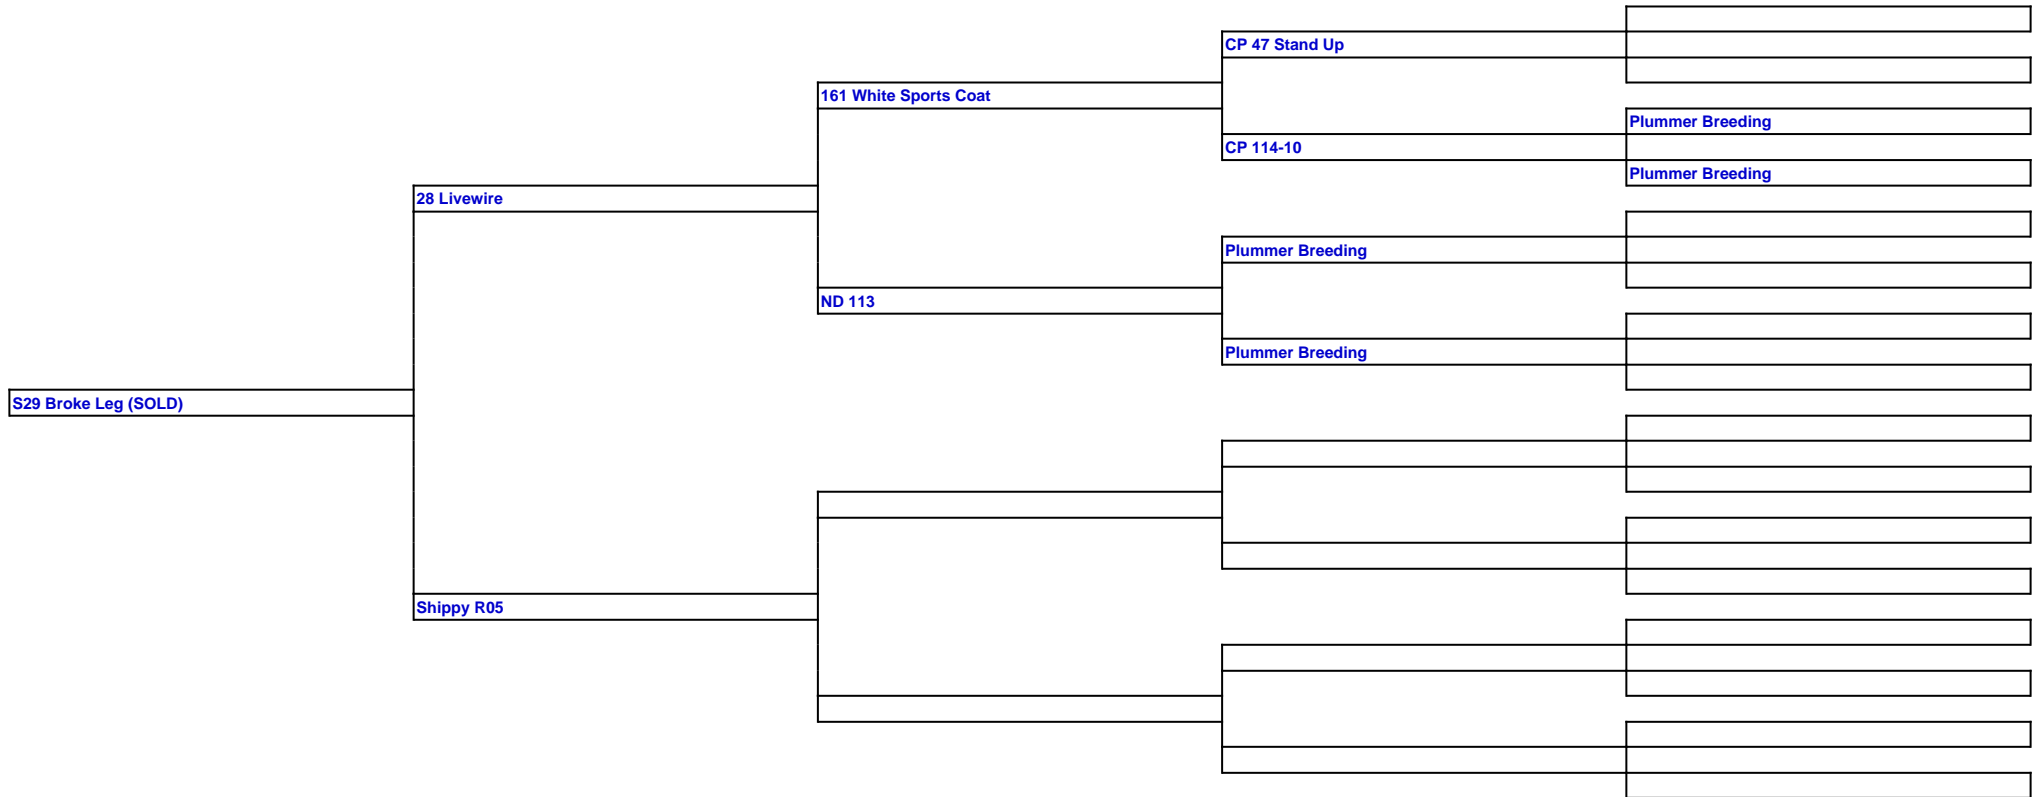 CP 47 Stand Up
161 White Sports Coat
Plummer Breeding
CP 114-10
Plummer Breeding
28 Livewire
Plummer Breeding
ND 113
Plummer Breeding
S29 Broke Leg (SOLD)
Shippy R05